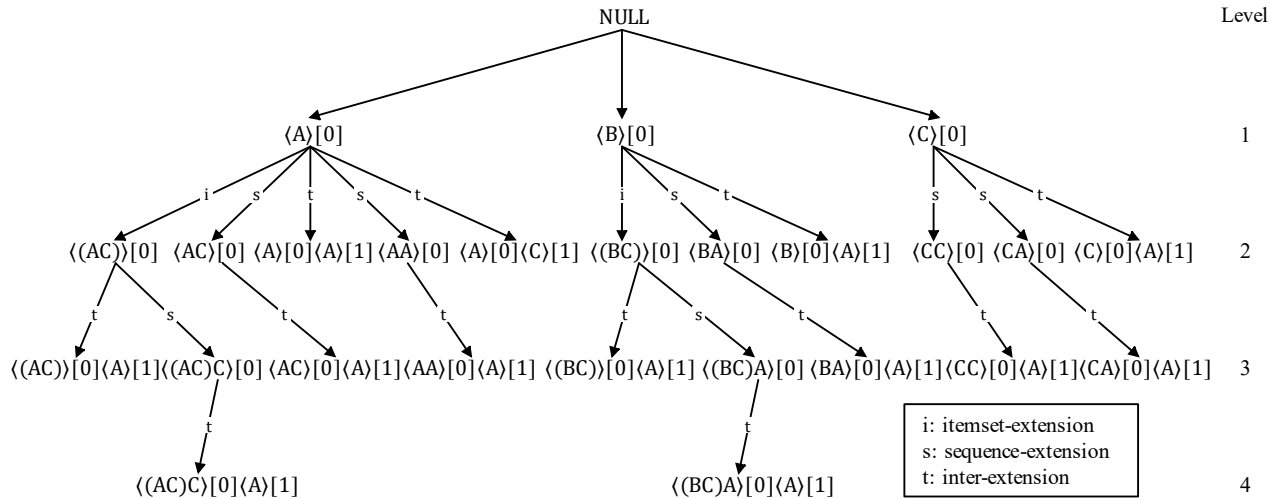 NULL Level
⟨A⟩[0] ⟨B⟩[0] ⟨C⟩[0] 1
i s t s t i s t s s t
⟨(AC)⟩[0] ⟨AC⟩[0] ⟨A⟩[0]⟨A⟩[1] ⟨AA⟩[0] ⟨A⟩[0]⟨C⟩[1] ⟨(BC)⟩[0] ⟨BA⟩[0] ⟨B⟩[0]⟨A⟩[1] ⟨CC⟩[0] ⟨CA⟩[0] ⟨C⟩[0]⟨A⟩[1] 2
t s t t t s t t t
⟨(AC)⟩[0]⟨A⟩[1] ⟨(AC)C⟩[0] ⟨AC⟩[0]⟨A⟩[1] ⟨AA⟩[0]⟨A⟩[1] ⟨(BC)⟩[0]⟨A⟩[1] ⟨(BC)A⟩[0] ⟨BA⟩[0]⟨A⟩[1] ⟨CC⟩[0]⟨A⟩[1] ⟨CA⟩[0]⟨A⟩[1] 3
t t
⟨(AC)C⟩[0]⟨A⟩[1] ⟨(BC)A⟩[0]⟨A⟩[1] 4
i: itemset-extension
s: sequence-extension
t: inter-extension